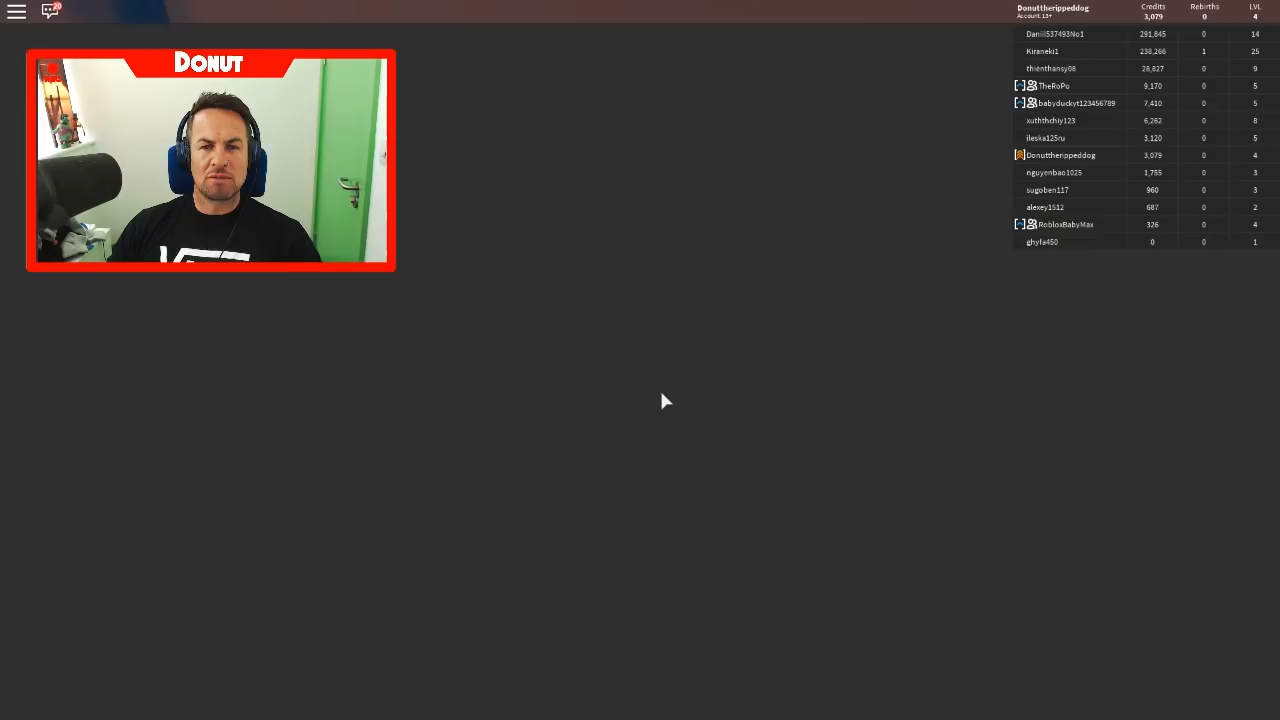 20
Donuttherippeddog
Account: 13+
Credits
3,079
Rebirths
0
LVL
4
Daniil537493No1 291,845 0 14
Kiraneki1 238,266 1 25
thienthansy08 28,827 0 9
TheRoPo 9,170 0 5
babyduckyt123456789 7,410 0 5
xuththchiy123 6,262 0 8
ileska125ru 3,120 0 5
Donuttherippeddog 3,079 0 4
nguyenbao1025 1,755 0 3
sugoben117 960 0 3
alexey1512 687 0 2
RobloxBabyMax 326 0 4
ghyfa450 0 0 1
DONUT